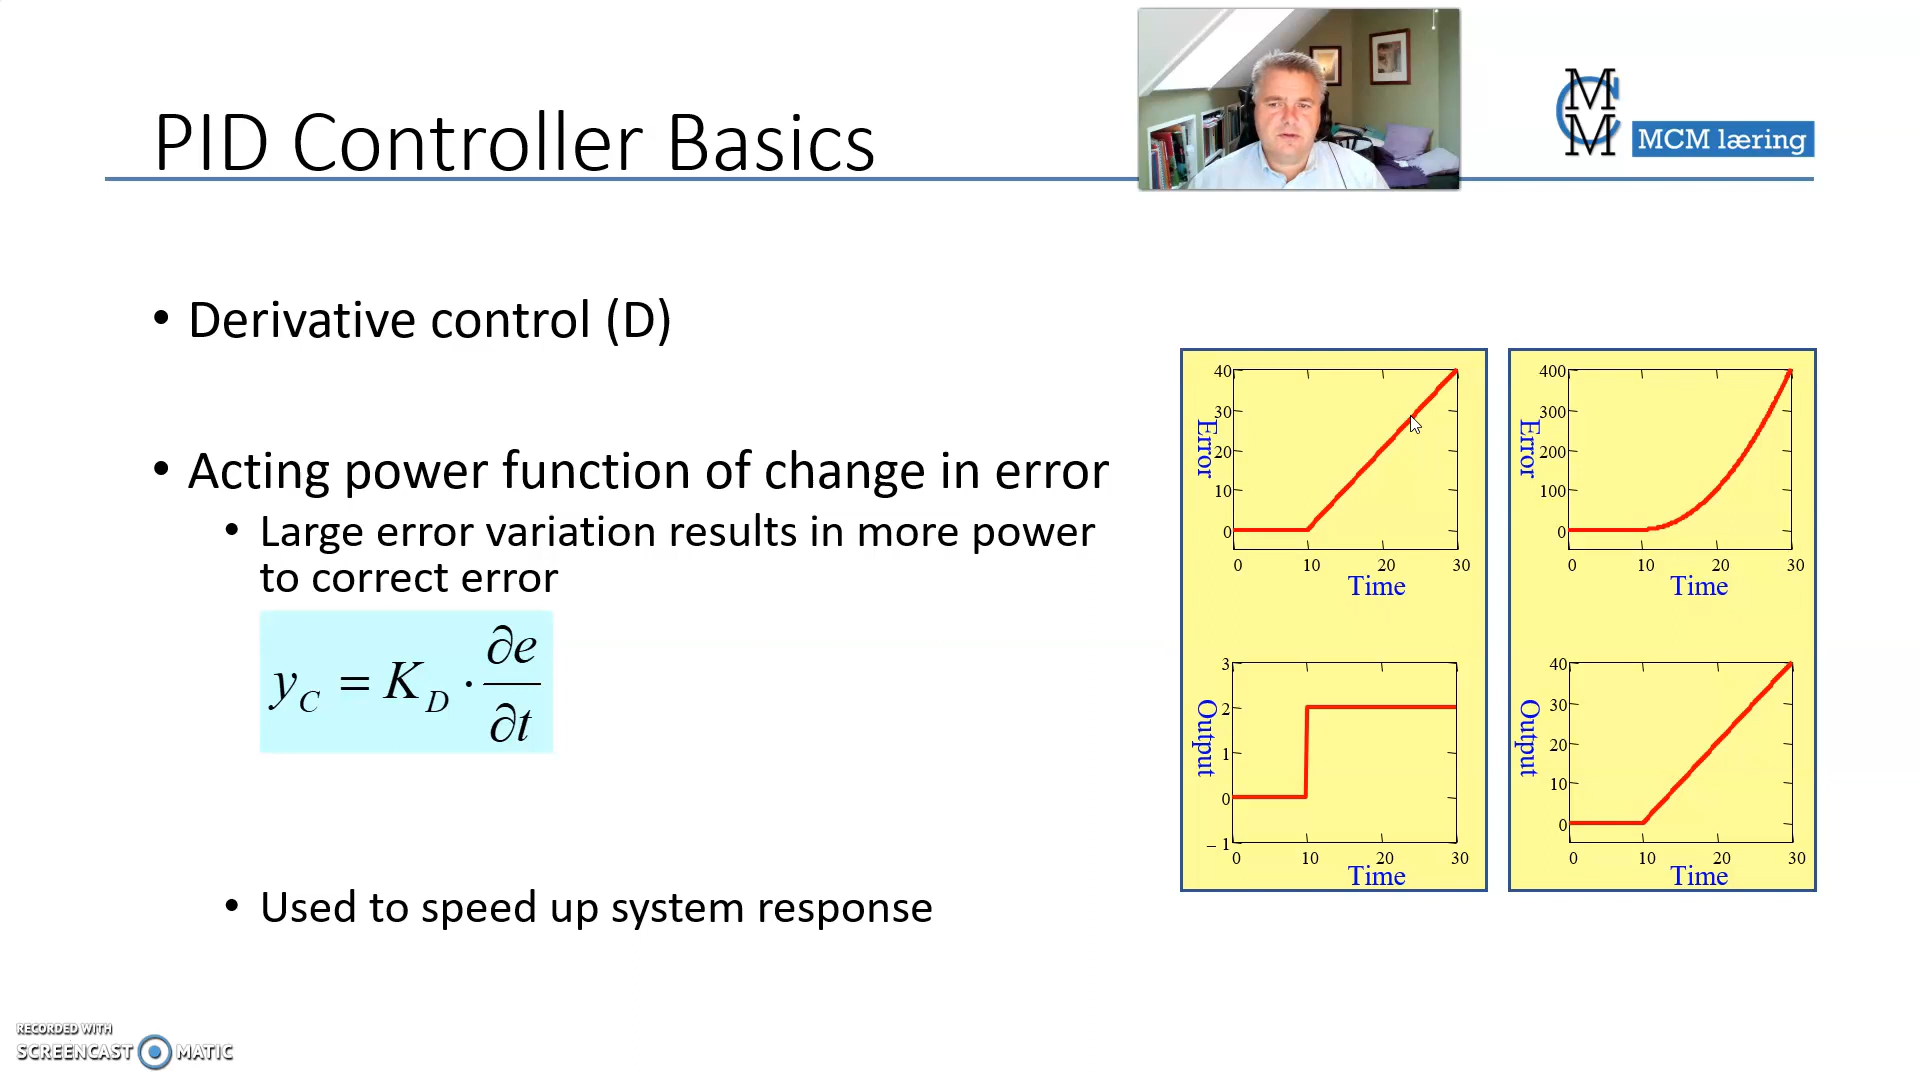 PID Controller Basics
MCM
MCM læring
• Derivative control (D)
• Acting power function of change in error
• Large error variation results in more power
to correct error
y_C = K_D · ∂e/∂t
• Used to speed up system response
Error
40
30
20
10
0
0 10 20 30
Time
Output
3
2
1
0
– 1
0 10 20 30
Time
Error
400
300
200
100
0
0 10 20 30
Time
Output
40
30
20
10
0
0 10 20 30
Time
RECORDED WITH
SCREENCAST MATIC